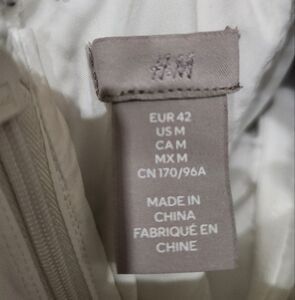 H&M
EUR 42
US M
CA M
MX M
CN 170/96A
MADE IN
CHINA
FABRIQUÉ EN
CHINE